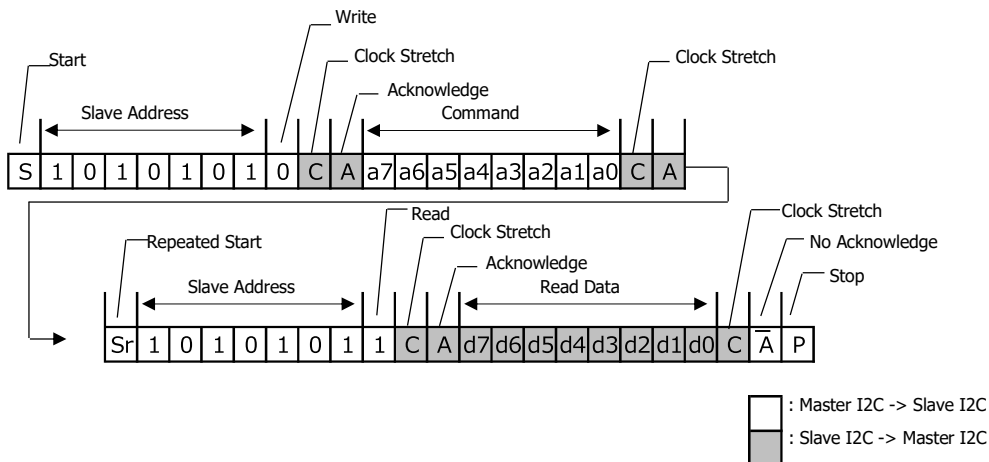 Write
Start
Clock Stretch
Clock Stretch
Acknowledge
Slave Address
Command
S 1 0 1 0 1 0 1 0 C A a7 a6 a5 a4 a3 a2 a1 a0 C A
Read
Clock Stretch
Repeated Start
Clock Stretch
No Acknowledge
Acknowledge
Stop
Slave Address
Read Data
Sr 1 0 1 0 1 0 1 1 C A d7 d6 d5 d4 d3 d2 d1 d0 C A̅ P
: Master I2C -> Slave I2C
: Slave I2C -> Master I2C